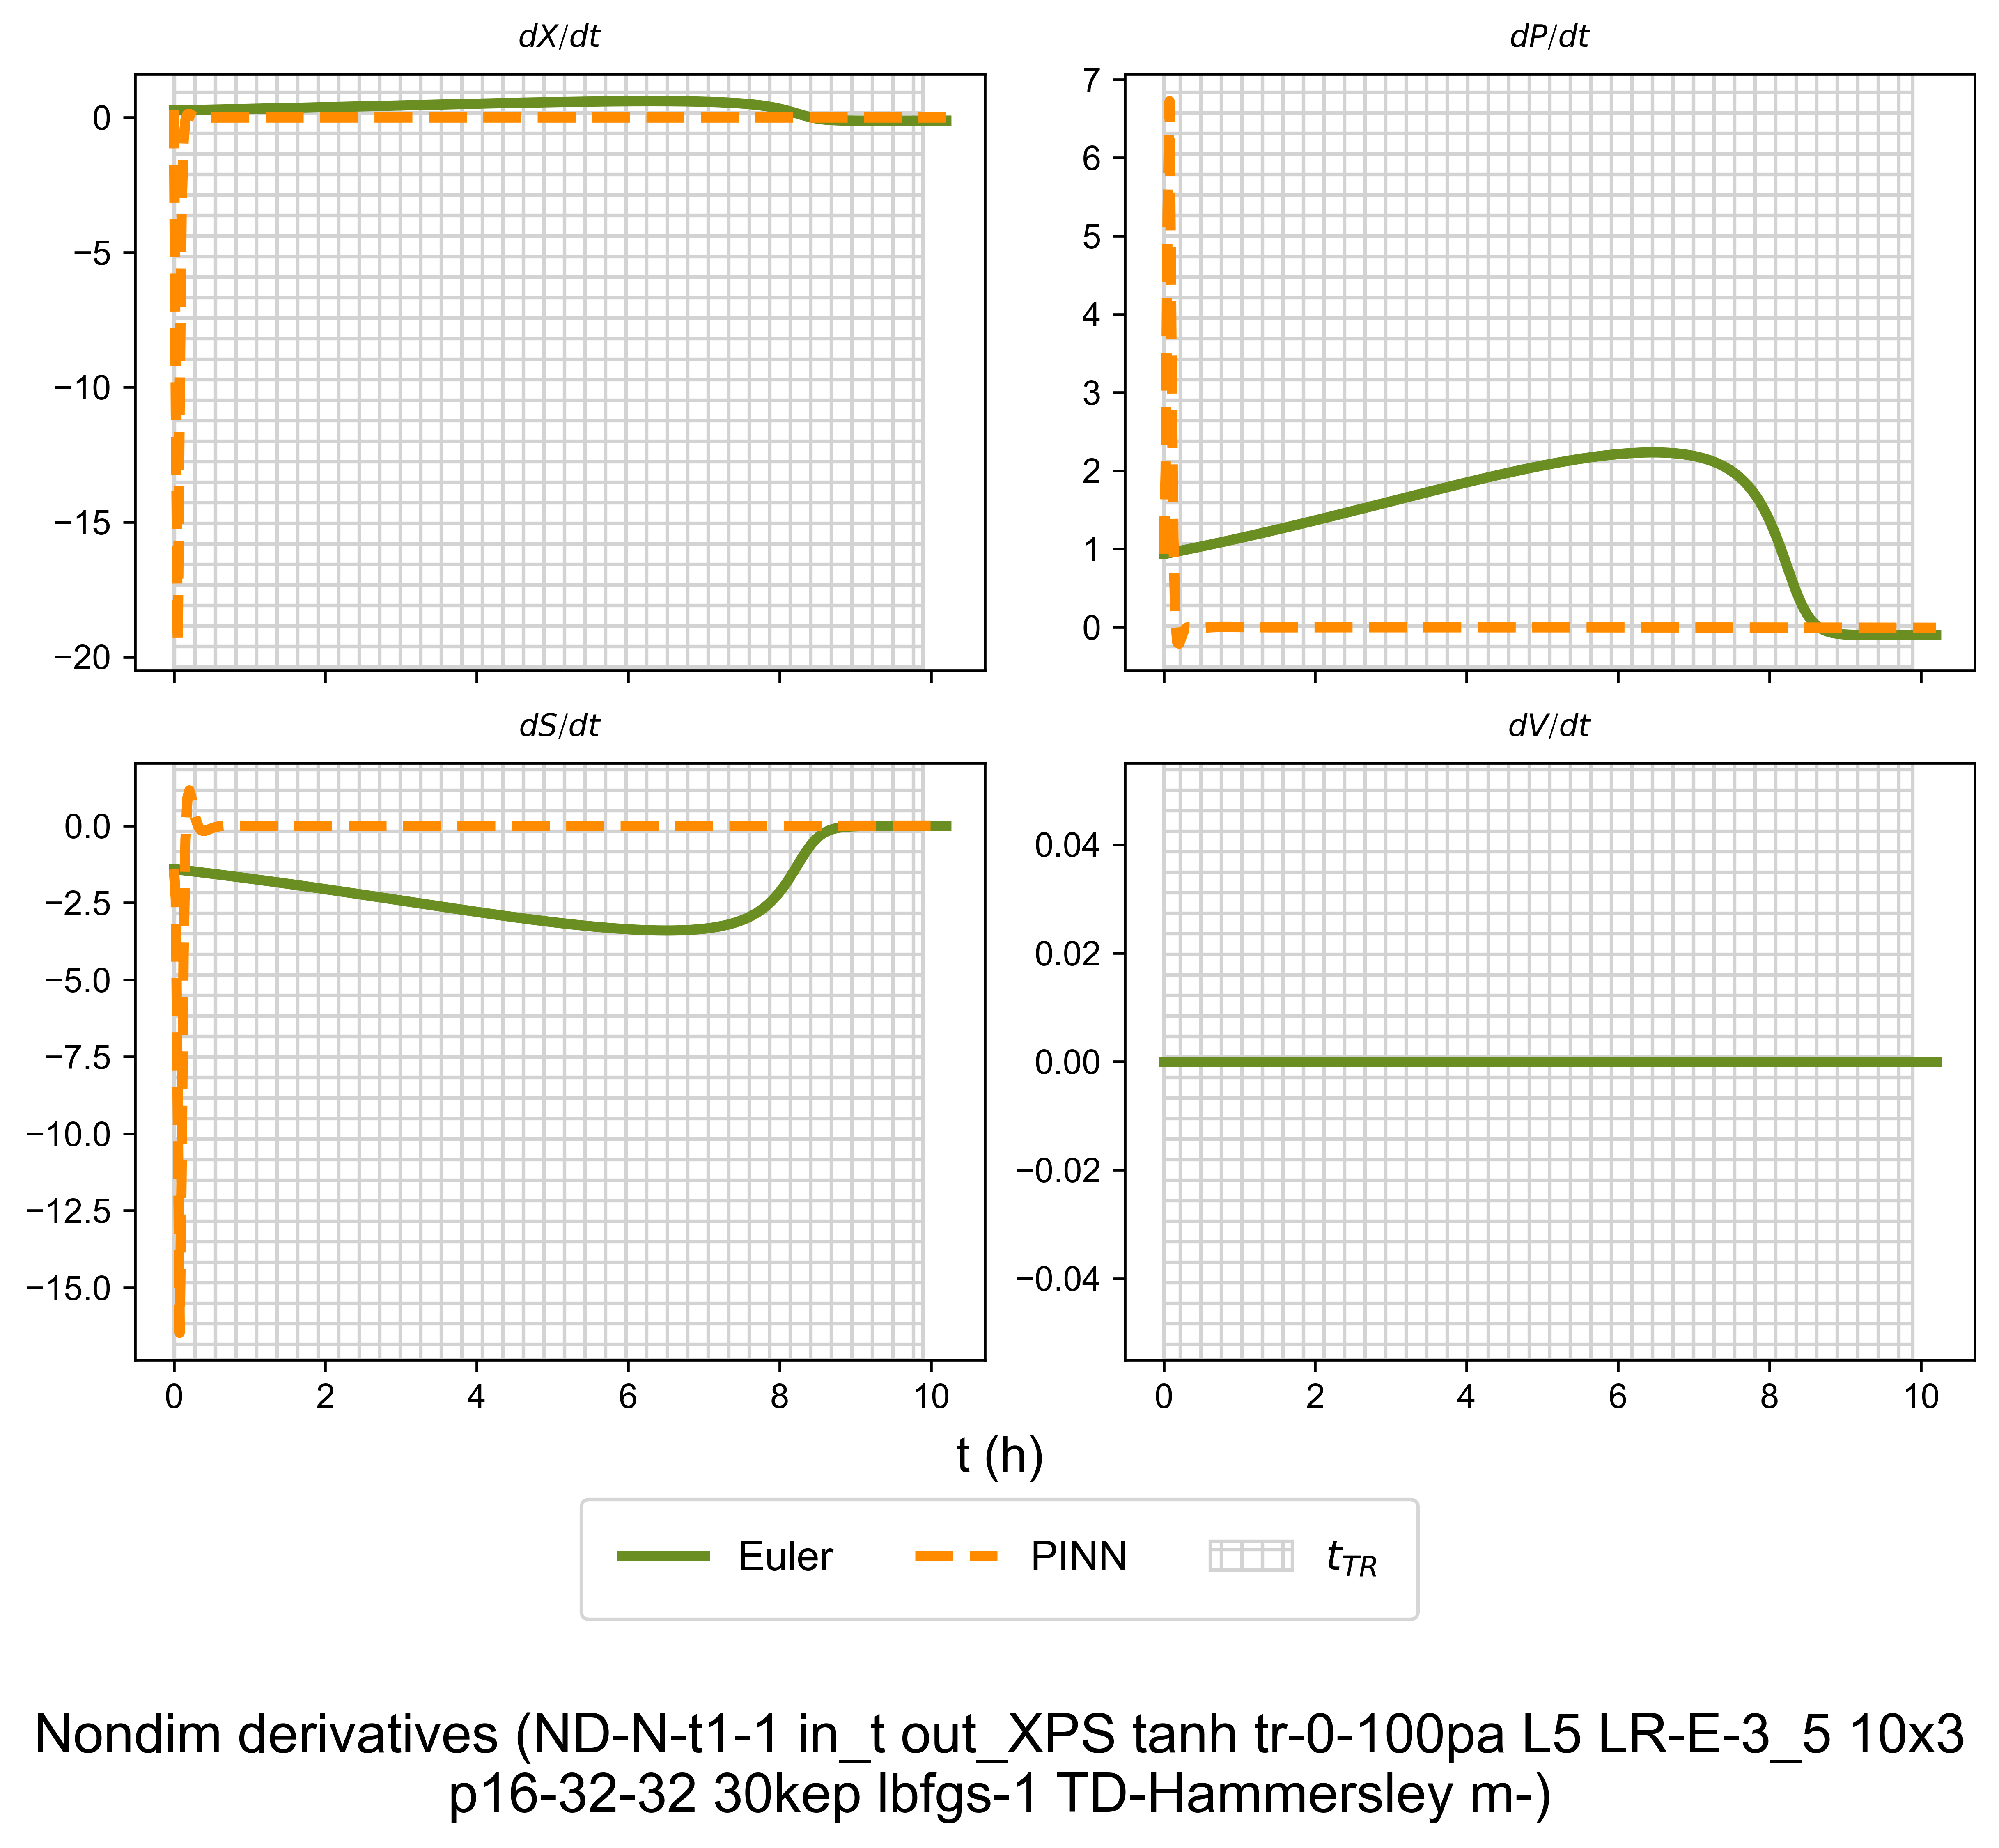 dX/dt
dP/dt
0
−5
−10
−15
−20
7
6
5
4
3
2
1
0
dS/dt
dV/dt
0.0
−2.5
−5.0
−7.5
−10.0
−12.5
−15.0
0 2 4 6 8 10
0.04
0.02
0.00
−0.02
−0.04
0 2 4 6 8 10
t (h)
Euler PINN t_TR
Nondim derivatives (ND-N-t1-1 in_t out_XPS tanh tr-0-100pa L5 LR-E-3_5 10x3
p16-32-32 30kep lbfgs-1 TD-Hammersley m-)